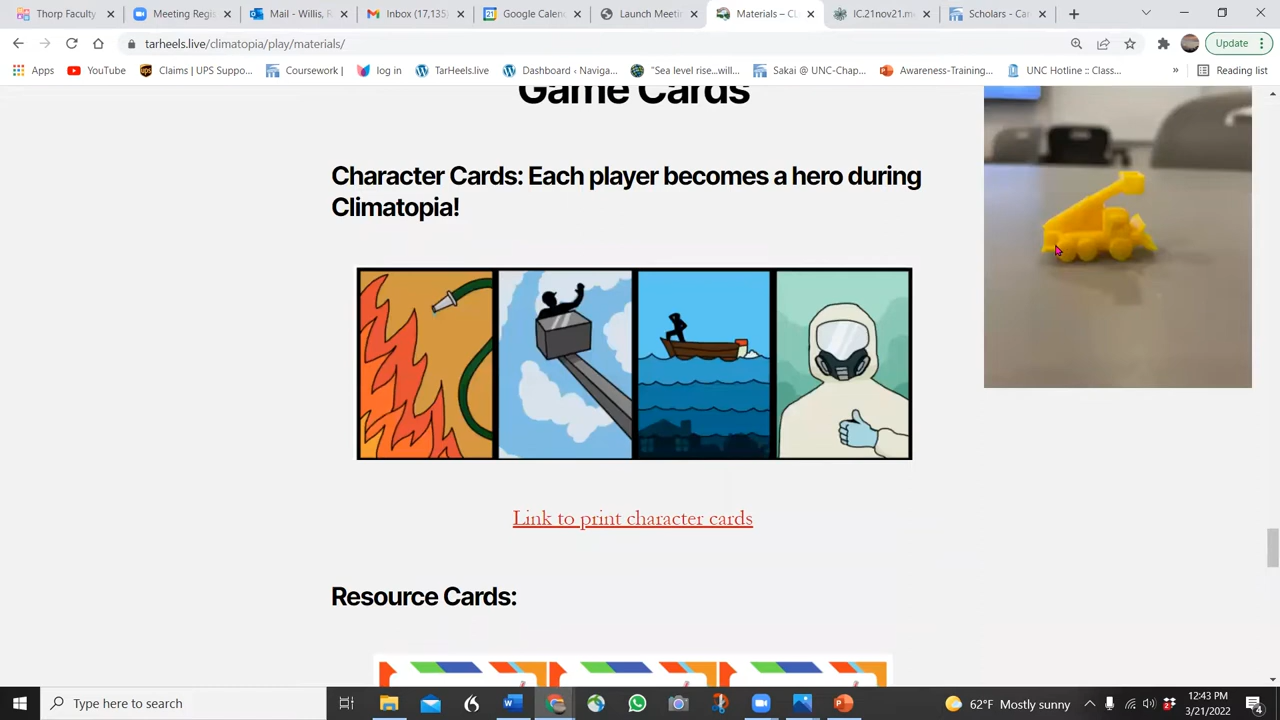 Thorp Faculty
Meeting Regis
Mail - Willis, R
Inbox (17,135)
Google Calen
Launch Meetin
Materials – CL
IC.21nov21.m
Scholars - Car
tarheels.live/climatopia/play/materials/
Update
Apps
YouTube
Claims | UPS Suppo...
Coursework |
log in
TarHeels.live
Dashboard ‹ Naviga...
"Sea level rise...will...
Sakai @ UNC-Chap...
Awareness-Training...
UNC Hotline :: Class...
»
Reading list
Game Cards
Character Cards: Each player becomes a hero during
Climatopia!
Link to print character cards
Resource Cards:
Type here to search
62°F Mostly sunny
12:43 PM
3/21/2022
4